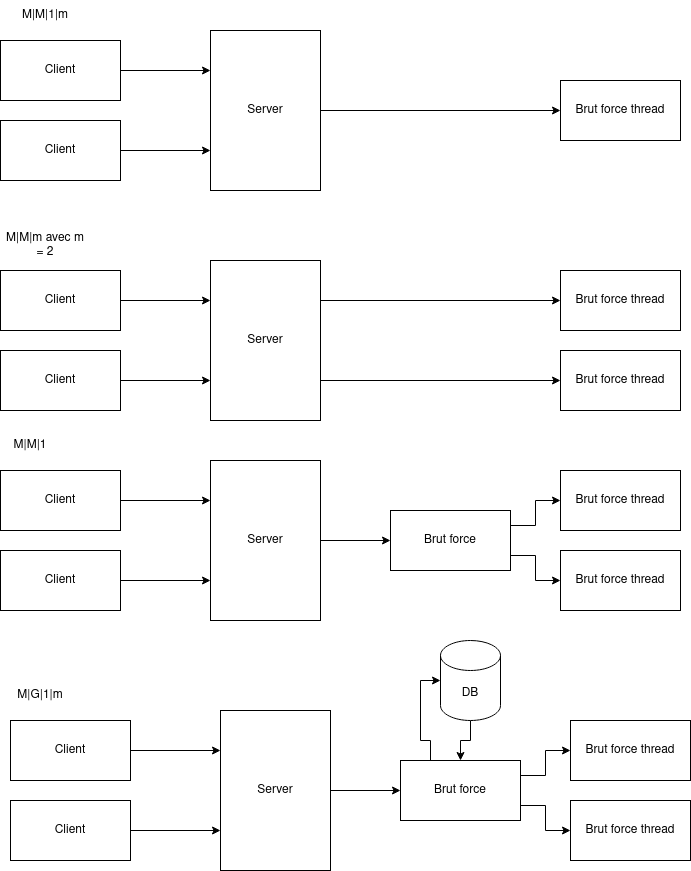 M|M|1|m
Client
Server
Brut force thread
Client
M|M|m avec m
= 2
Client
Server
Brut force thread
Client
Brut force thread
M|M|1
Client
Server
Brut force
Brut force thread
Client
Brut force thread
M|G|1|m
DB
Client
Server
Brut force
Brut force thread
Client
Brut force thread